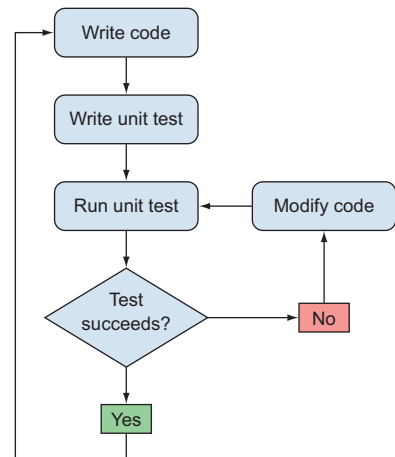 Write code
Write unit test
Run unit test
Modify code
Test
succeeds?
No
Yes